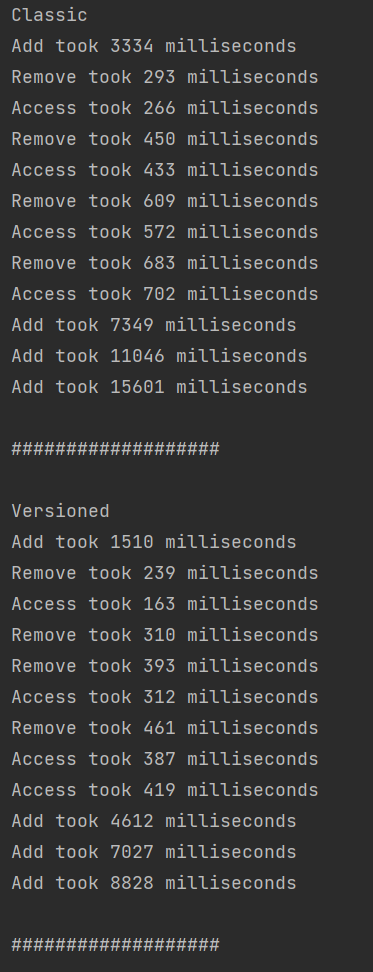 Classic
Add took 3334 milliseconds
Remove took 293 milliseconds
Access took 266 milliseconds
Remove took 450 milliseconds
Access took 433 milliseconds
Remove took 609 milliseconds
Access took 572 milliseconds
Remove took 683 milliseconds
Access took 702 milliseconds
Add took 7349 milliseconds
Add took 11046 milliseconds
Add took 15601 milliseconds
###################
Versioned
Add took 1510 milliseconds
Remove took 239 milliseconds
Access took 163 milliseconds
Remove took 310 milliseconds
Remove took 393 milliseconds
Access took 312 milliseconds
Remove took 461 milliseconds
Access took 387 milliseconds
Access took 419 milliseconds
Add took 4612 milliseconds
Add took 7027 milliseconds
Add took 8828 milliseconds
###################